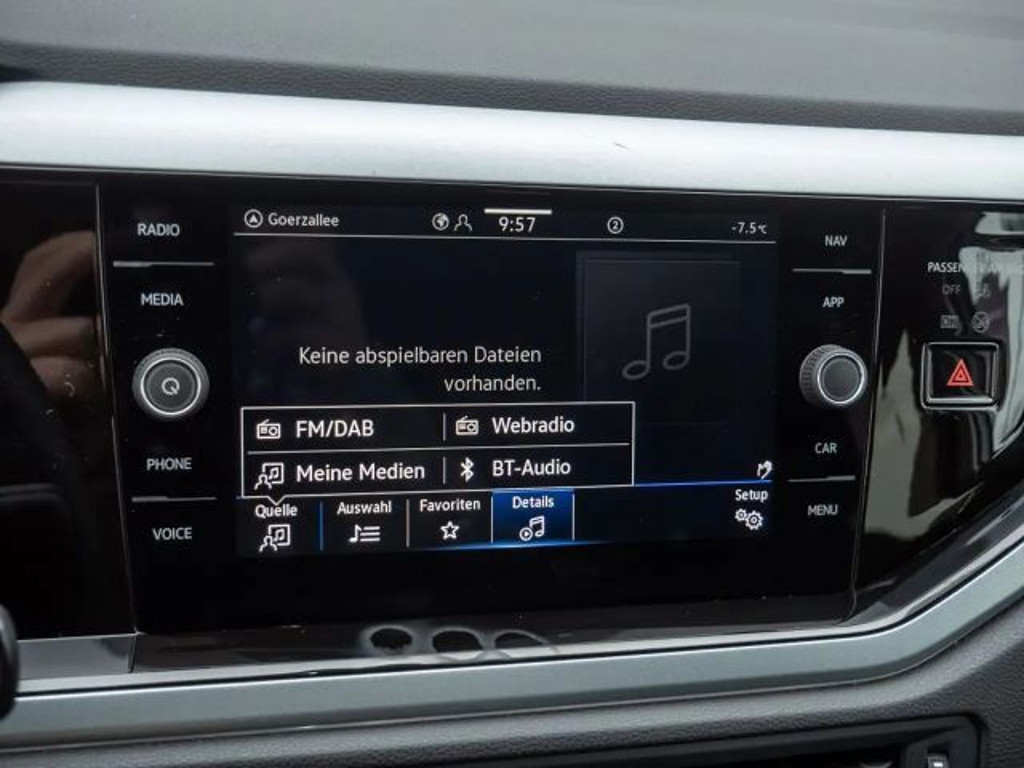 RADIO
MEDIA
PHONE
VOICE
Goerzallee
9:57
2
-7.5°C
Keine abspielbaren Dateien
vorhanden.
FM/DAB
Webradio
Meine Medien
BT-Audio
Quelle
Auswahl
Favoriten
Details
Setup
NAV
APP
CAR
MENU
OFF